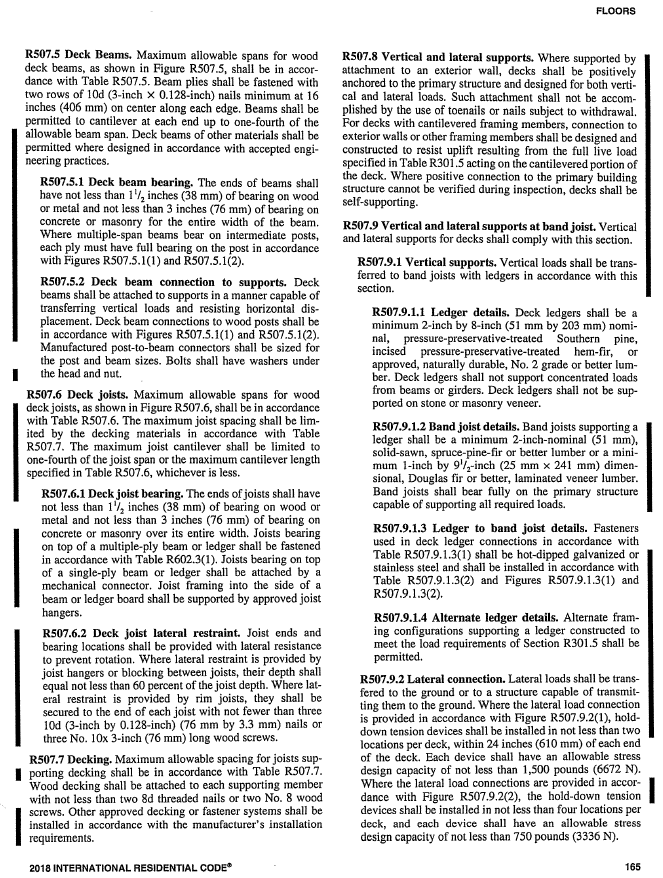 FLOORS
R507.5 Deck Beams. Maximum allowable spans for wood
deck beams, as shown in Figure R507.5, shall be in accor-
dance with Table R507.5. Beam plies shall be fastened with
two rows of 10d (3-inch × 0.128-inch) nails minimum at 16
inches (406 mm) on center along each edge. Beams shall be
permitted to cantilever at each end up to one-fourth of the
allowable beam span. Deck beams of other materials shall be
permitted where designed in accordance with accepted engi-
neering practices.
R507.5.1 Deck beam bearing. The ends of beams shall
have not less than 1 1/2 inches (38 mm) of bearing on wood
or metal and not less than 3 inches (76 mm) of bearing on
concrete or masonry for the entire width of the beam.
Where multiple-span beams bear on intermediate posts,
each ply must have full bearing on the post in accordance
with Figures R507.5.1(1) and R507.5.1(2).
R507.5.2 Deck beam connection to supports. Deck
beams shall be attached to supports in a manner capable of
transferring vertical loads and resisting horizontal dis-
placement. Deck beam connections to wood posts shall be
in accordance with Figures R507.5.1(1) and R507.5.1(2).
Manufactured post-to-beam connectors shall be sized for
the post and beam sizes. Bolts shall have washers under
the head and nut.
R507.6 Deck joists. Maximum allowable spans for wood
deck joists, as shown in Figure R507.6, shall be in accordance
with Table R507.6. The maximum joist spacing shall be lim-
ited by the decking materials in accordance with Table
R507.7. The maximum joist cantilever shall be limited to
one-fourth of the joist span or the maximum cantilever length
specified in Table R507.6, whichever is less.
R507.6.1 Deck joist bearing. The ends of joists shall have
not less than 1 1/2 inches (38 mm) of bearing on wood or
metal and not less than 3 inches (76 mm) of bearing on
concrete or masonry over its entire width. Joists bearing
on top of a multiple-ply beam or ledger shall be fastened
in accordance with Table R602.3(1). Joists bearing on top
of a single-ply beam or ledger shall be attached by a
mechanical connector. Joist framing into the side of a
beam or ledger board shall be supported by approved joist
hangers.
R507.6.2 Deck joist lateral restraint. Joist ends and
bearing locations shall be provided with lateral resistance
to prevent rotation. Where lateral restraint is provided by
joist hangers or blocking between joists, their depth shall
equal not less than 60 percent of the joist depth. Where lat-
eral restraint is provided by rim joists, they shall be
secured to the end of each joist with not fewer than three
10d (3-inch by 0.128-inch) (76 mm by 3.3 mm) nails or
three No. 10x 3-inch (76 mm) long wood screws.
R507.7 Decking. Maximum allowable spacing for joists sup-
porting decking shall be in accordance with Table R507.7.
Wood decking shall be attached to each supporting member
with not less than two 8d threaded nails or two No. 8 wood
screws. Other approved decking or fastener systems shall be
installed in accordance with the manufacturer's installation
requirements.
R507.8 Vertical and lateral supports. Where supported by
attachment to an exterior wall, decks shall be positively
anchored to the primary structure and designed for both verti-
cal and lateral loads. Such attachment shall not be accom-
plished by the use of toenails or nails subject to withdrawal.
For decks with cantilevered framing members, connection to
exterior walls or other framing members shall be designed and
constructed to resist uplift resulting from the full live load
specified in Table R301.5 acting on the cantilevered portion of
the deck. Where positive connection to the primary building
structure cannot be verified during inspection, decks shall be
self-supporting.
R507.9 Vertical and lateral supports at band joist. Vertical
and lateral supports for decks shall comply with this section.
R507.9.1 Vertical supports. Vertical loads shall be trans-
ferred to band joists with ledgers in accordance with this
section.
R507.9.1.1 Ledger details. Deck ledgers shall be a
minimum 2-inch by 8-inch (51 mm by 203 mm) nomi-
nal, pressure-preservative-treated Southern pine,
incised pressure-preservative-treated hem-fir, or
approved, naturally durable, No. 2 grade or better lum-
ber. Deck ledgers shall not support concentrated loads
from beams or girders. Deck ledgers shall not be sup-
ported on stone or masonry veneer.
R507.9.1.2 Band joist details. Band joists supporting a
ledger shall be a minimum 2-inch-nominal (51 mm),
solid-sawn, spruce-pine-fir or better lumber or a mini-
mum 1-inch by 9 1/2-inch (25 mm × 241 mm) dimen-
sional, Douglas fir or better, laminated veneer lumber.
Band joists shall bear fully on the primary structure
capable of supporting all required loads.
R507.9.1.3 Ledger to band joist details. Fasteners
used in deck ledger connections in accordance with
Table R507.9.1.3(1) shall be hot-dipped galvanized or
stainless steel and shall be installed in accordance with
Table R507.9.1.3(2) and Figures R507.9.1.3(1) and
R507.9.1.3(2).
R507.9.1.4 Alternate ledger details. Alternate fram-
ing configurations supporting a ledger constructed to
meet the load requirements of Section R301.5 shall be
permitted.
R507.9.2 Lateral connection. Lateral loads shall be trans-
fered to the ground or to a structure capable of transmit-
ting them to the ground. Where the lateral load connection
is provided in accordance with Figure R507.9.2(1), hold-
down tension devices shall be installed in not less than two
locations per deck, within 24 inches (610 mm) of each end
of the deck. Each device shall have an allowable stress
design capacity of not less than 1,500 pounds (6672 N).
Where the lateral load connections are provided in accor-
dance with Figure R507.9.2(2), the hold-down tension
devices shall be installed in not less than four locations per
deck, and each device shall have an allowable stress
design capacity of not less than 750 pounds (3336 N).
2018 INTERNATIONAL RESIDENTIAL CODE®
165